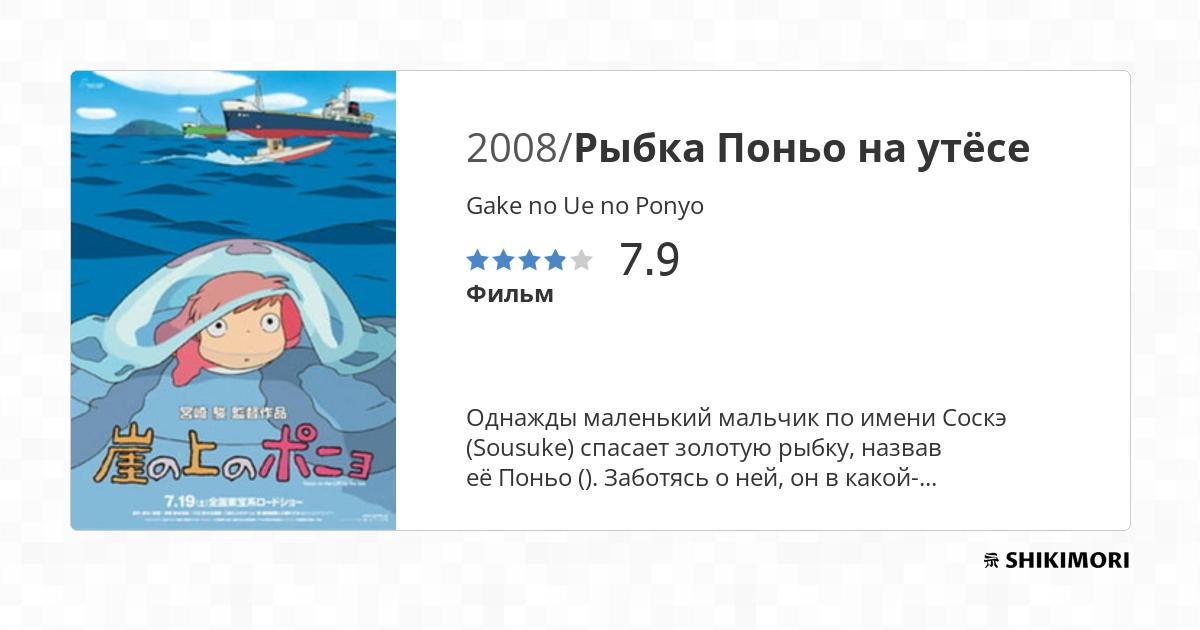 2008/Рыбка Поньо на утёсе
Gake no Ue no Ponyo
7.9
Фильм
Однажды маленький мальчик по имени Соскэ
(Sousuke) спасает золотую рыбку, назвав
её Поньо (). Заботясь о ней, он в какой-...
宮崎 駿 監督作品
崖の上のポニョ
7.19(土)全国東宝系ロードショー
SHIKIMORI